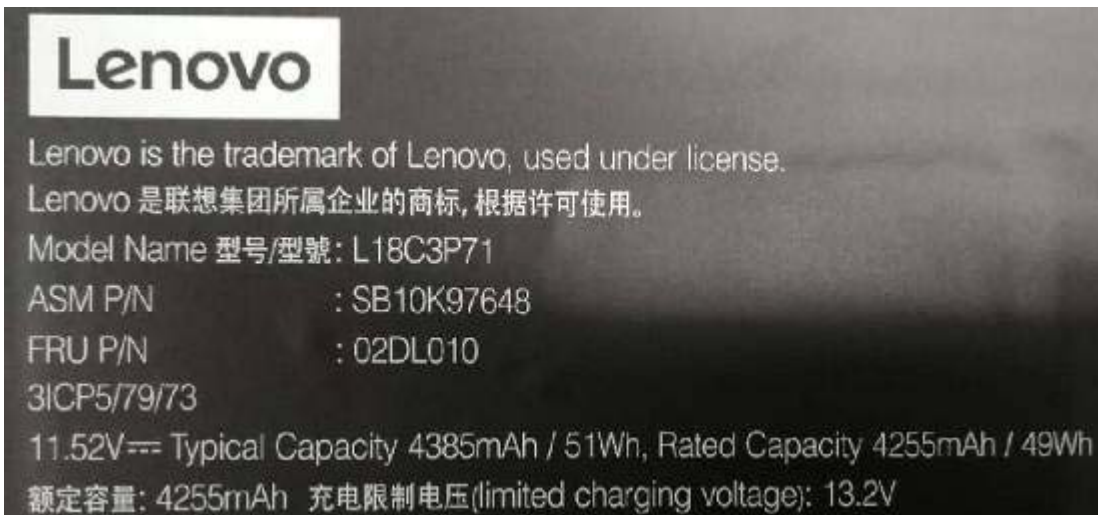 Lenovo
Lenovo is the trademark of Lenovo, used under license.
Lenovo 是联想集团所属企业的商标,根据许可使用。
Model Name 型号/型號: L18C3P71
ASM P/N : SB10K97648
FRU P/N : 02DL010
3ICP5/79/73
11.52V⎓ Typical Capacity 4385mAh / 51Wh, Rated Capacity 4255mAh / 49Wh
额定容量: 4255mAh 充电限制电压(limited charging voltage): 13.2V